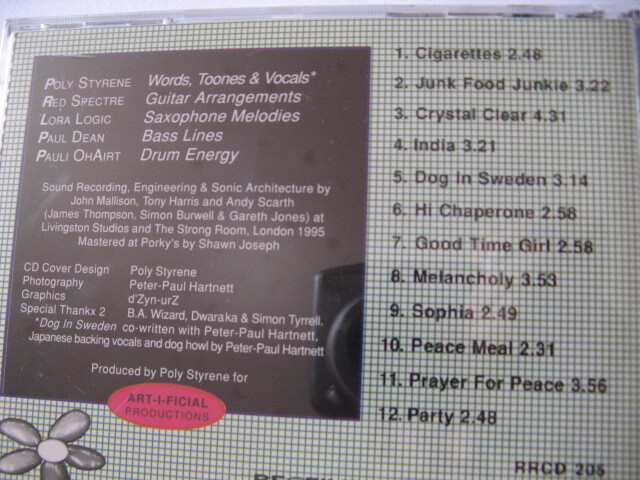 POLY STYRENE Words, Toones & Vocals*
RED SPECTRE Guitar Arrangements
LORA LOGIC Saxophone Melodies
PAUL DEAN Bass Lines
PAULI OHAIRT Drum Energy
Sound Recording, Engineering & Sonic Architecture by
John Mallison, Tony Harris and Andy Scarth
(James Thompson, Simon Burwell & Gareth Jones) at
Livingston Studios and The Strong Room, London 1995
Mastered at Porky's by Shawn Joseph
CD Cover Design Poly Styrene
Photography Peter-Paul Hartnett
Graphics d'Zyn-urZ
Special Thankx 2 B.A. Wizard, Dwaraka & Simon Tyrrell.
*Dog In Sweden co-written with Peter-Paul Hartnett,
Japanese backing vocals and dog howl by Peter-Paul Hartnett
Produced by Poly Styrene for
ART-I-FICIAL
PRODUCTIONS
1. Cigarettes 2.48
2. Junk Food Junkie 3.22
3. Crystal Clear 4.31
4. India 3.21
5. Dog In Sweden 3.14
6. Hi Chaperone 2.58
7. Good Time Girl 2.58
8. Melancholy 3.53
9. Sophia 2.49
10. Peace Meal 2.31
11. Prayer For Peace 3.56
12. Party 2.48
RRCD 205